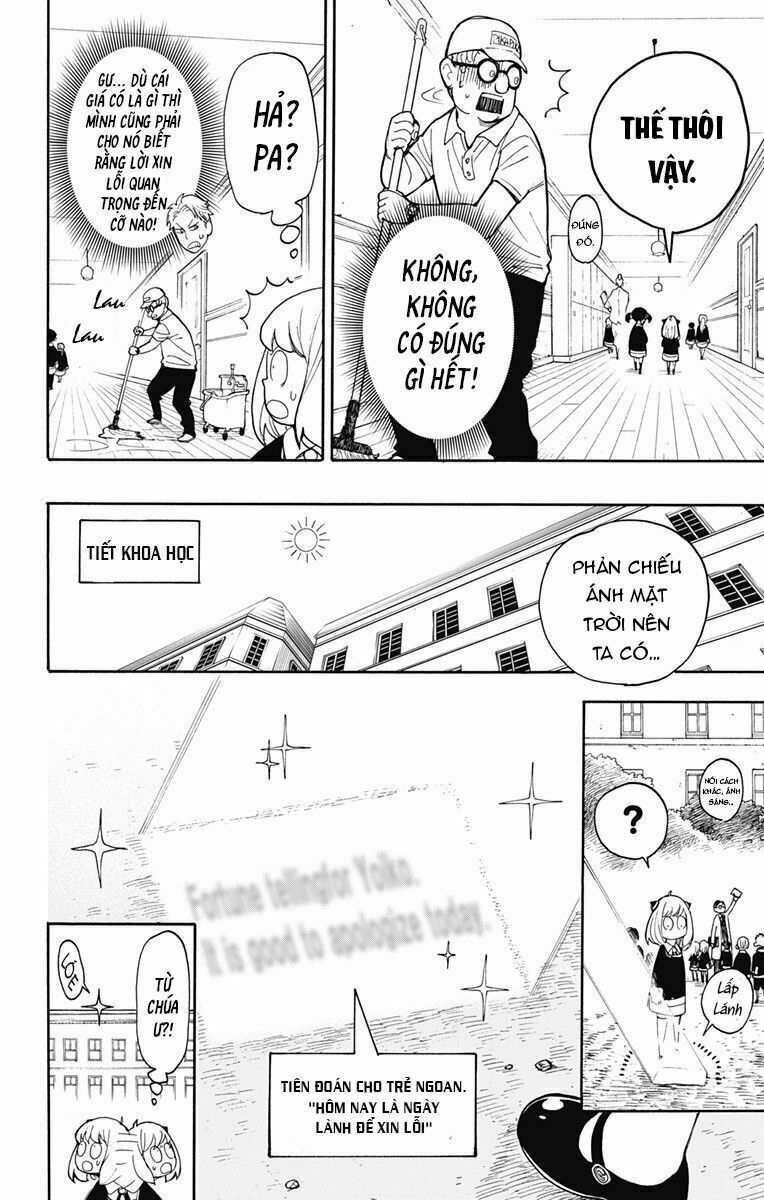 THẾ THÔI
VẬY.
ĐÚNG
ĐÓ.
KHÔNG,
KHÔNG
CÓ ĐÚNG
GÌ HẾT!
HẢ?
PA?
GƯ... DÙ CÁI
GIÁ CÓ LÀ GÌ THÌ
MÌNH CŨNG PHẢI
CHO NÓ BIẾT
RẰNG LỜI XIN
LỖI QUAN
TRỌNG ĐẾN
CỠ NÀO!
Lau
Lau
TIẾT KHOA HỌC
PHẢN CHIẾU
ÁNH MẶT
TRỜI NÊN
TA CÓ...
NÓI CÁCH
KHÁC, ÁNH
SÁNG..
?
Lấp
Lánh
Fortune tellingfor Yoiko.
It is good to apologize today.
TIÊN ĐOÁN CHO TRẺ NGOAN.
"HÔM NAY LÀ NGÀY
LÀNH ĐỂ XIN LỖI"
TỪ
CHÚA
Ư?!